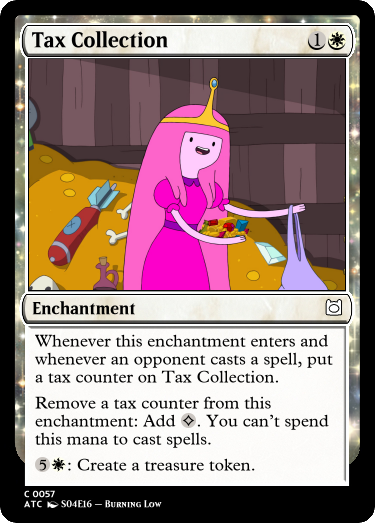 Tax Collection 1
Enchantment
Whenever this enchantment enters and
whenever an opponent casts a spell, put
a tax counter on Tax Collection.
Remove a tax counter from this
enchantment: Add . You can't spend
this mana to cast spells.
5 : Create a treasure token.
C 0057
ATC S04E16 – Burning Low